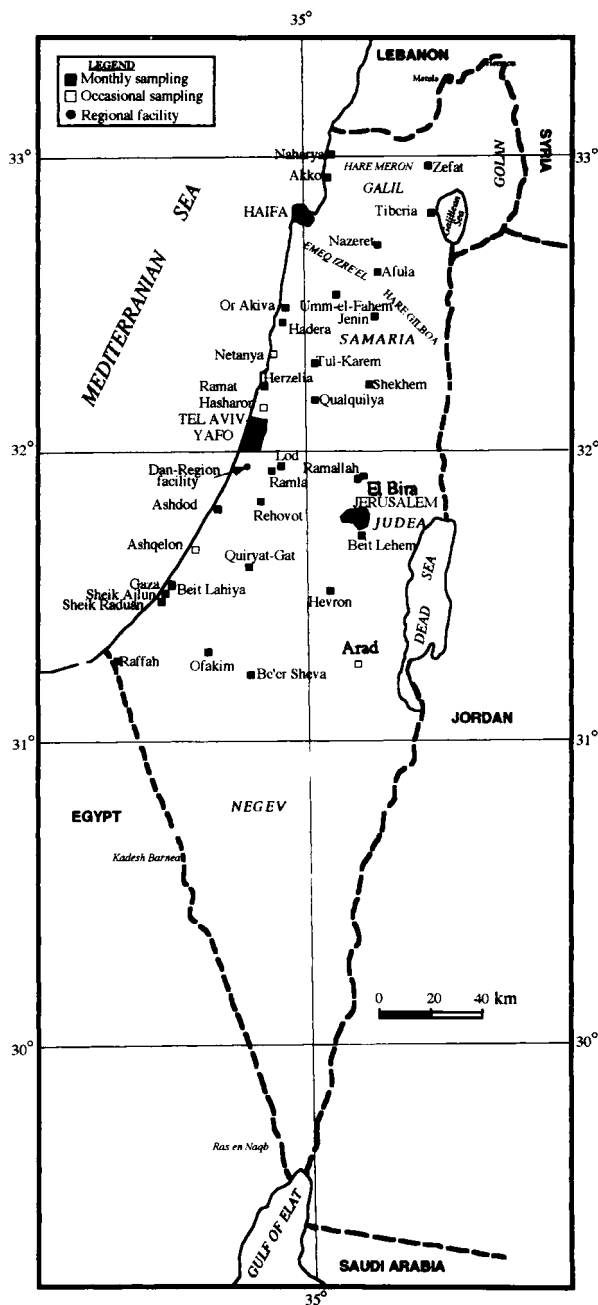 35°
LEGEND
Monthly sampling
Occasional sampling
Regional facility
LEBANON
Metula
SYRIA
33°
33°
Naharya
HARE MERON
Zefat
GOLAN
Akko
GALIL
MEDITERRANIAN SEA
HAIFA
Tiberia
Galilean Sea
Nazeret
EMEQ IZRE'EL
Afula
Or Akiva
Umm-el-Fahem
HARE GILBOA
Hadera
Jenin
SAMARIA
Netanya
Tul-Karem
Herzelia
Ramat
Hasharon
Shekhem
Qualquilya
TEL AVIV-
YAFO
32°
32°
Lod
Dan-Region
facility
Ramallah
Ramla
El Bira
JERUSALEM
Ashdod
Rehovot
JUDEA
Ashqelon
Beit Lehem
Quiryat-Gat
DEAD SEA
Gaza
Beit Lahiya
Sheik Ajlun
Sheik Raduan
Hevron
Arad
Raffah
Ofakim
Be'er Sheva
JORDAN
31°
31°
NEGEV
EGYPT
Kadesh Barnea
0 20 40 km
30°
30°
Ras en Naqb
GULF OF ELAT
SAUDI ARABIA
35°